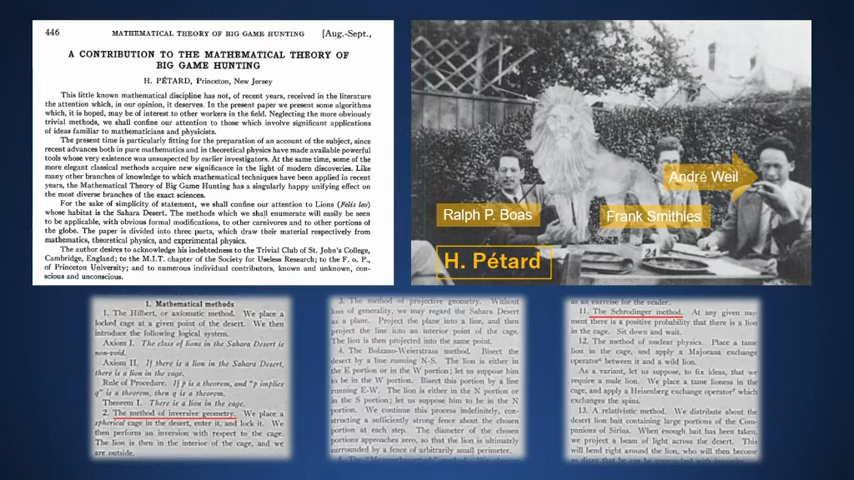 446 MATHEMATICAL THEORY OF BIG GAME HUNTING [Aug.-Sept.,
A CONTRIBUTION TO THE MATHEMATICAL THEORY OF
BIG GAME HUNTING
H. PÉTARD, Princeton, New Jersey
This little known mathematical discipline has not, of recent years, received in the literature
the attention which, in our opinion, it deserves. In the present paper we present some algorithms
which, it is hoped, may be of interest to other workers in the field. Neglecting the more obviously
trivial methods, we shall confine our attention to those which involve significant applications
of ideas familiar to mathematicians and physicists.
The present time is particularly fitting for the preparation of an account of the subject, since
recent advances both in pure mathematics and in theoretical physics have made available powerful
tools whose very existence was unsuspected by earlier investigators. At the same time, some of the
more elegant classical methods acquire new significance in the light of modern discoveries. Like
many other branches of knowledge to which mathematical techniques have been applied in recent
years, the Mathematical Theory of Big Game Hunting has a singularly happy unifying effect on
the most diverse branches of the exact sciences.
For the sake of simplicity of statement, we shall confine our attention to Lions (Felis leo)
whose habitat is the Sahara Desert. The methods which we shall enumerate will easily be seen
to be applicable, with obvious formal modifications, to other carnivores and to other portions of
the globe. The paper is divided into three parts, which draw their material respectively from
mathematics, theoretical physics, and experimental physics.
The author desires to acknowledge his indebtedness to the Trivial Club of St. John's College,
Cambridge, England; to the M.I.T. chapter of the Society for Useless Research; to the F. o. P.,
of Princeton University; and to numerous individual contributors, known and unknown, con-
scious and unconscious.
André Weil
Ralph P. Boas
Frank Smithies
24
H. Pétard
1. Mathematical methods
1. The Hilbert, or axiomatic method. We place a
locked cage at a given point of the desert. We then
introduce the following logical system.
Axiom I. The class of lions in the Sahara Desert is
non-void.
Axiom II. If there is a lion in the Sahara Desert,
there is a lion in the cage.
Rule of Procedure. If p is a theorem, and "p implies
q" is a theorem, then q is a theorem.
Theorem I. There is a lion in the cage.
2. The method of inversive geometry. We place a
spherical cage in the desert, enter it, and lock it. We
then perform an inversion with respect to the cage.
The lion is then in the interior of the cage, and we
are outside.
3. The method of projective geometry. Without
loss of generality, we may regard the Sahara Desert
as a plane. Project the plane into a line, and then
project the line into an interior point of the cage.
The lion is then projected into the same point.
4. The Bolzano-Weierstrass method. Bisect the
desert by a line running N-S. The lion is either in
the E portion or in the W portion; let us suppose him
to be in the W portion. Bisect this portion by a line
running E-W. The lion is either in the N portion or
in the S portion; let us suppose him to be in the N
portion. We continue this process indefinitely, con-
structing a sufficiently strong fence about the chosen
portion at each step. The diameter of the chosen
portions approaches zero, so that the lion is ultimately
surrounded by a fence of arbitrarily small perimeter.
as an exercise for the reader.
11. The Schrodinger method. At any given mo-
ment there is a positive probability that there is a lion
in the cage. Sit down and wait.
12. The method of nuclear physics. Place a tame
lion in the cage, and apply a Majorana exchange
operator between it and a wild lion.
As a variant, let us suppose, to fix ideas, that we
require a male lion. We place a tame lioness in the
cage, and apply a Heisenberg exchange operator which
exchanges the spins.
13. A relativistic method. We distribute about the
desert lion bait containing large portions of the Com-
panions of Sirius. When enough bait has been taken,
we project a beam of light across the desert. This
will bend right around the lion, who will then become